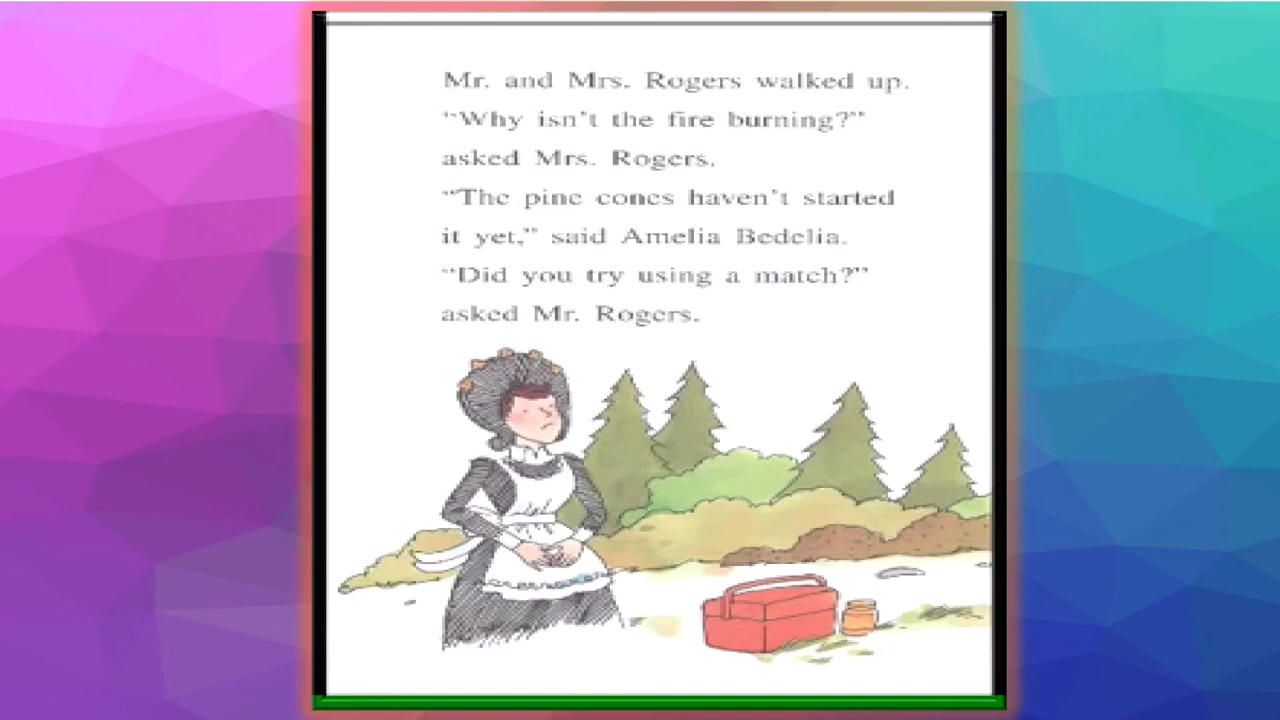 Mr. and Mrs. Rogers walked up.
“Why isn't the fire burning?”
asked Mrs. Rogers.
“The pine cones haven't started
it yet,” said Amelia Bedelia.
“Did you try using a match?”
asked Mr. Rogers.